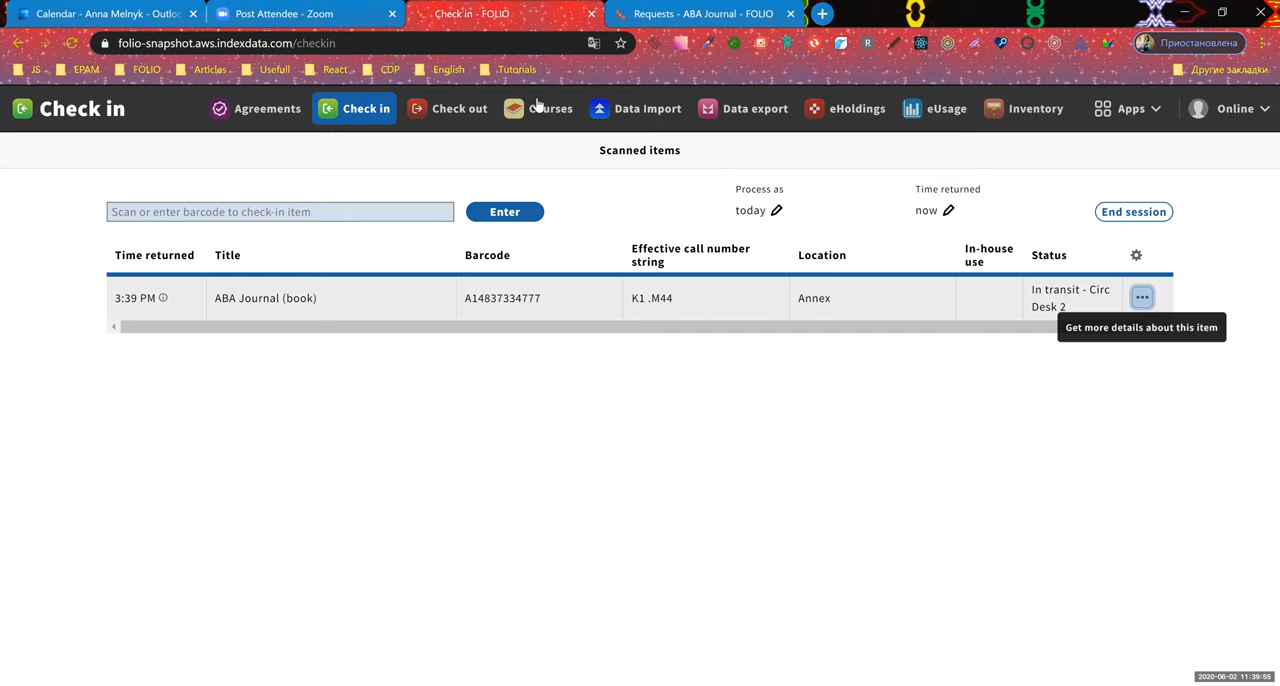 Calendar - Anna Melnyk - Outloo
Post Attendee - Zoom
Check in - FOLIO
Requests - ABA Journal - FOLIO
folio-snapshot.aws.indexdata.com/checkin
Приостановлена
JS
EPAM
FOLIO
Articles
Usefull
React
CDP
English
Tutorials
Другие закладки
Check in
Agreements
Check in
Check out
Courses
Data Import
Data export
eHoldings
eUsage
Inventory
Apps
Online
Scanned items
Process as
Time returned
Scan or enter barcode to check-in item
Enter
today
now
End session
Time returned
Title
Barcode
Effective call number string
Location
In-house use
Status
3:39 PM
ABA Journal (book)
A14837334777
K1 .M44
Annex
In transit - Circ Desk 2
Get more details about this item
2020-06-02 11:39:55